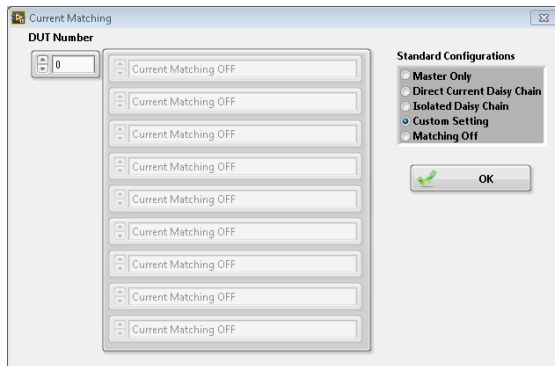 Current Matching
DUT Number
0
Current Matching OFF
Current Matching OFF
Current Matching OFF
Current Matching OFF
Current Matching OFF
Current Matching OFF
Current Matching OFF
Current Matching OFF
Current Matching OFF
Standard Configurations
Master Only
Direct Current Daisy Chain
Isolated Daisy Chain
Custom Setting
Matching Off
OK